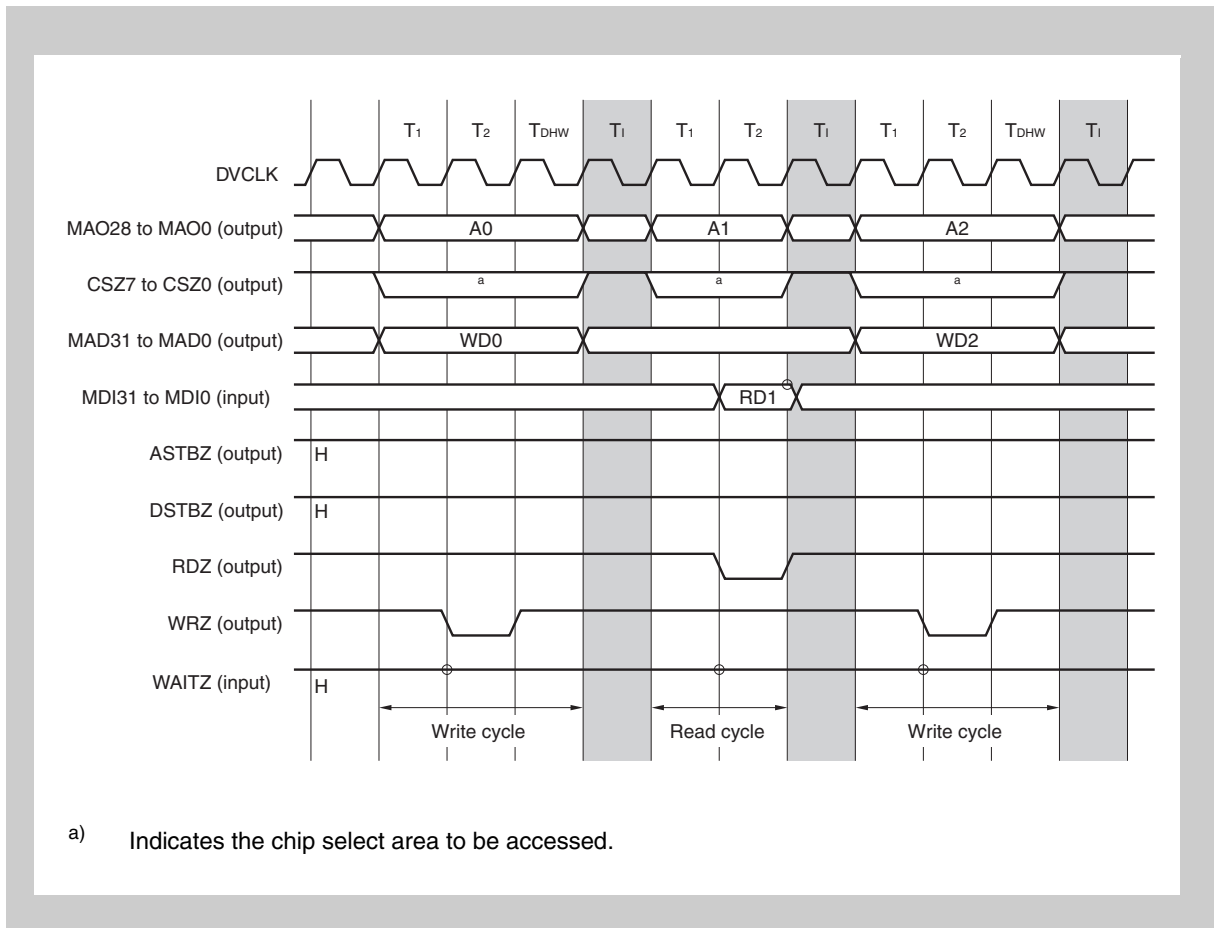 T1 T2 TDHW TI T1 T2 TI T1 T2 TDHW TI
DVCLK
MAO28 to MAO0 (output) A0 A1 A2
CSZ7 to CSZ0 (output) a a a
MAD31 to MAD0 (output) WD0 WD2
MDI31 to MDI0 (input) RD1
ASTBZ (output) H
DSTBZ (output) H
RDZ (output)
WRZ (output)
WAITZ (input) H
Write cycle Read cycle Write cycle
a) Indicates the chip select area to be accessed.